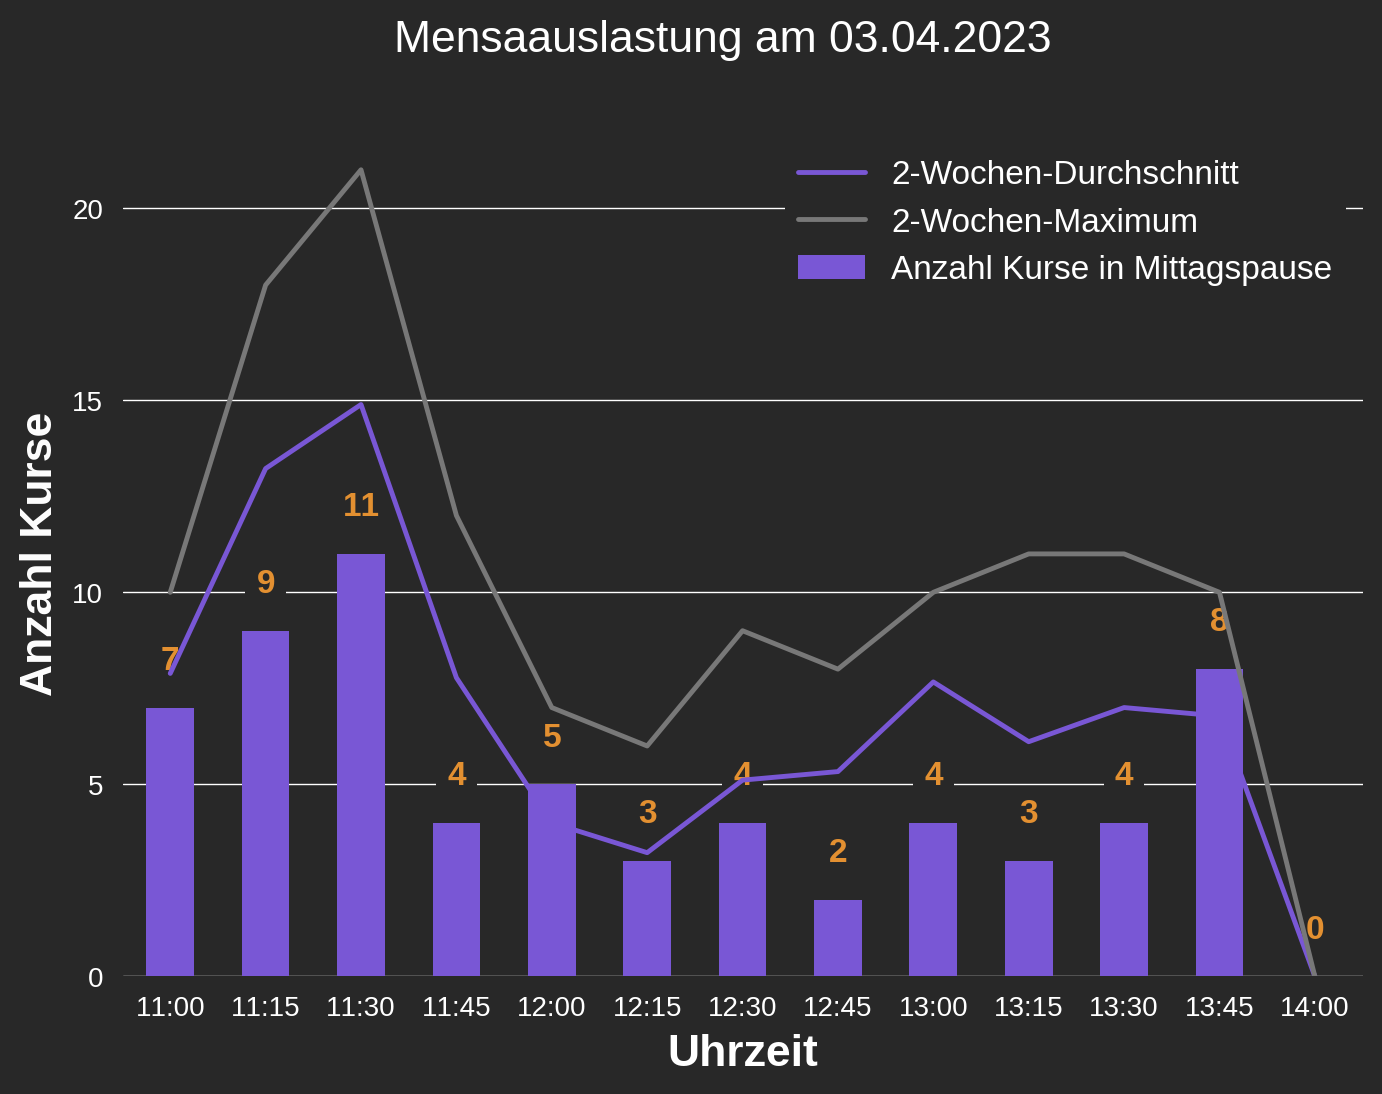 Mensaauslastung am 03.04.2023
2-Wochen-Durchschnitt
2-Wochen-Maximum
Anzahl Kurse in Mittagspause
Anzahl Kurse
20
15
10
5
0
7
9
11
4
5
3
4
2
4
3
4
8
0
11:00 11:15 11:30 11:45 12:00 12:15 12:30 12:45 13:00 13:15 13:30 13:45 14:00
Uhrzeit